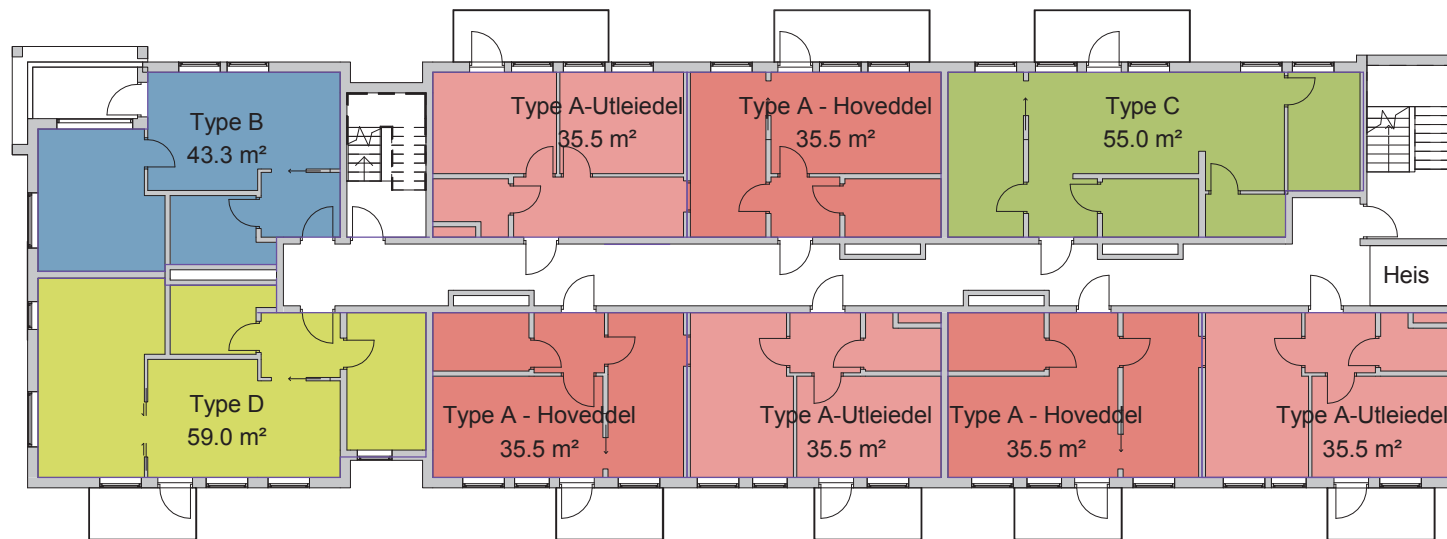 Type B
43.3 m²
Type A-Utleiedel
35.5 m²
Type A - Hoveddel
35.5 m²
Type C
55.0 m²
Heis
Type D
59.0 m²
Type A - Hoveddel
35.5 m²
Type A-Utleiedel
35.5 m²
Type A - Hoveddel
35.5 m²
Type A-Utleiedel
35.5 m²